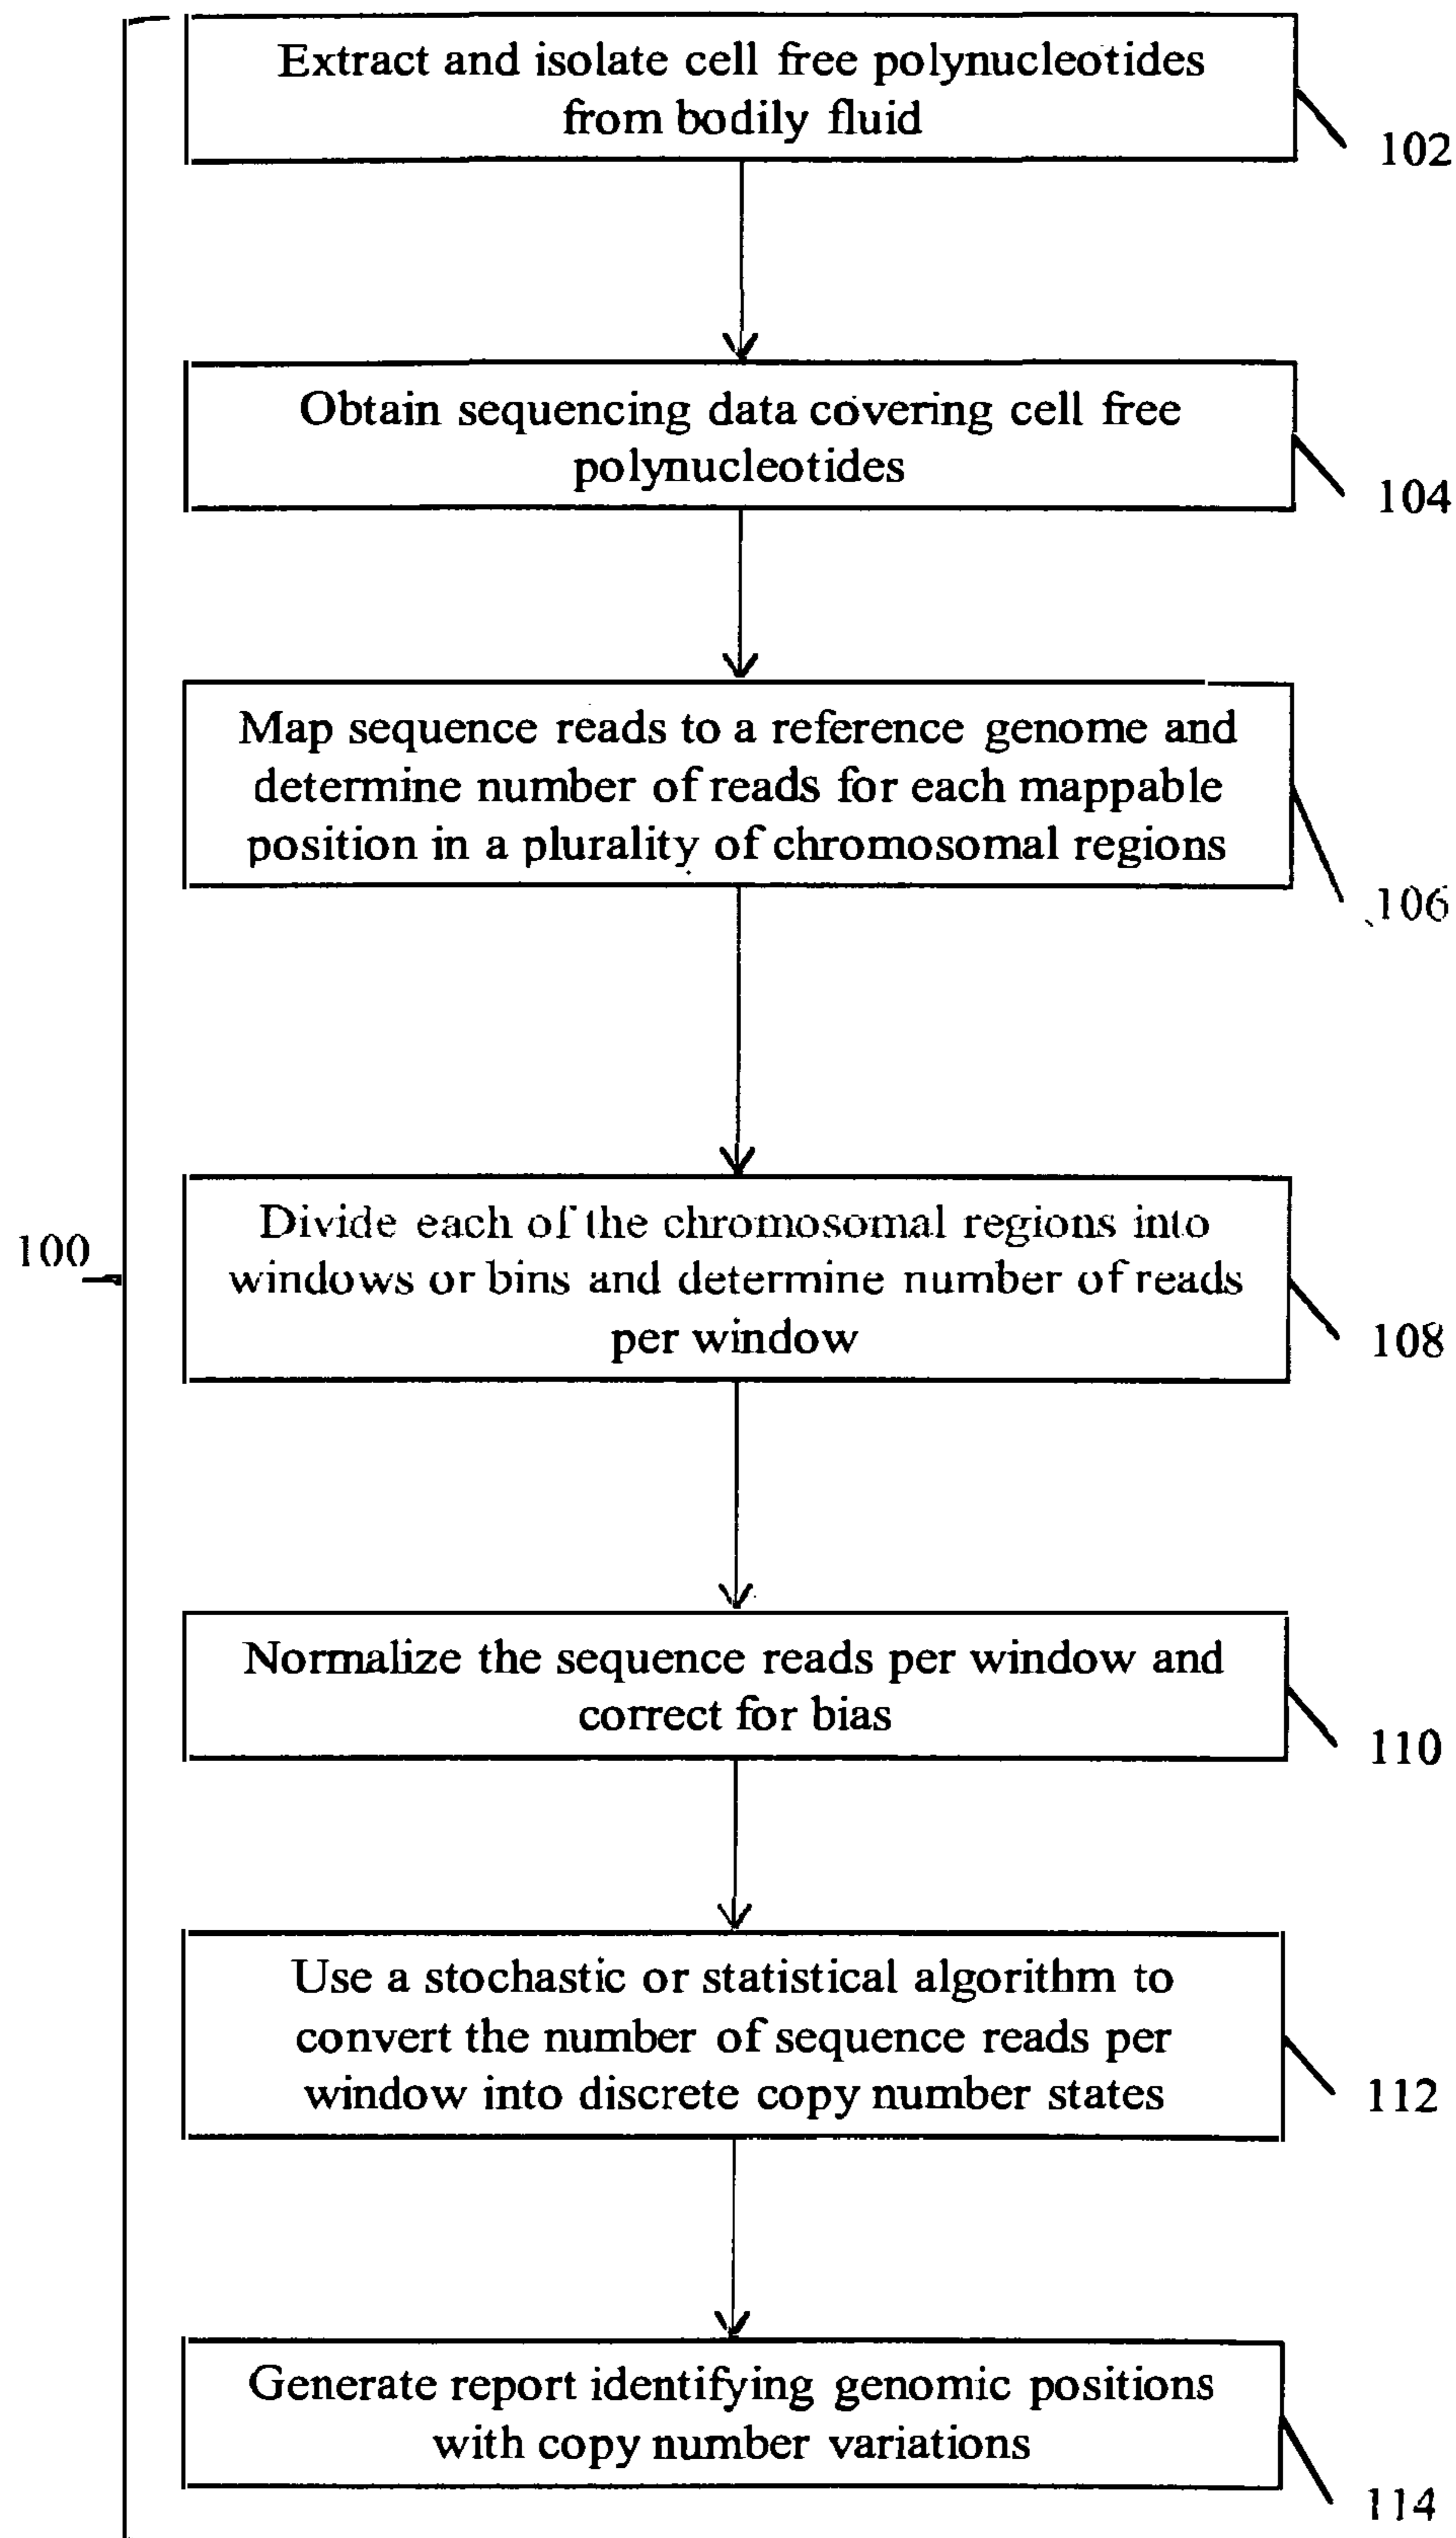 Extract and isolate cell free polynucleotides
from bodily fluid
102
Obtain sequencing data covering cell free
polynucleotides
104
Map sequence reads to a reference genome and
determine number of reads for each mappable
position in a plurality of chromosomal regions
106
100
Divide each of the chromosomal regions into
windows or bins and determine number of reads
per window
108
Normalize the sequence reads per window and
correct for bias
110
Use a stochastic or statistical algorithm to
convert the number of sequence reads per
window into discrete copy number states
112
Generate report identifying genomic positions
with copy number variations
114